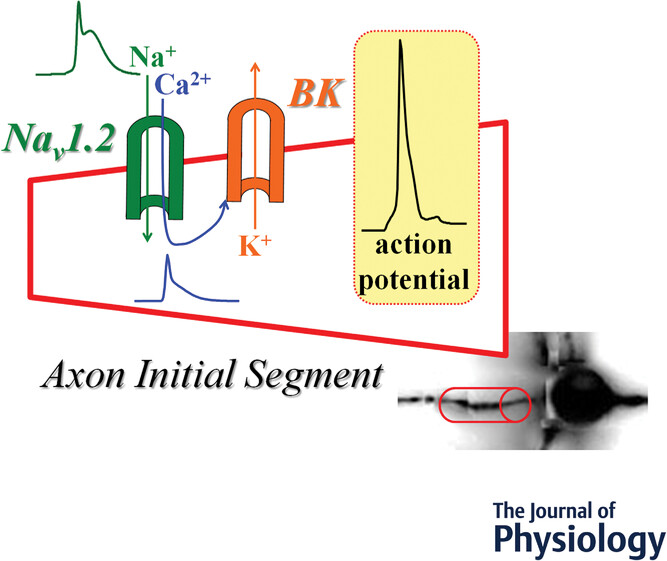 Na⁺
Ca²⁺
BK
Naᵥ1.2
K⁺
action
potential
Axon Initial Segment
The Journal of
Physiology